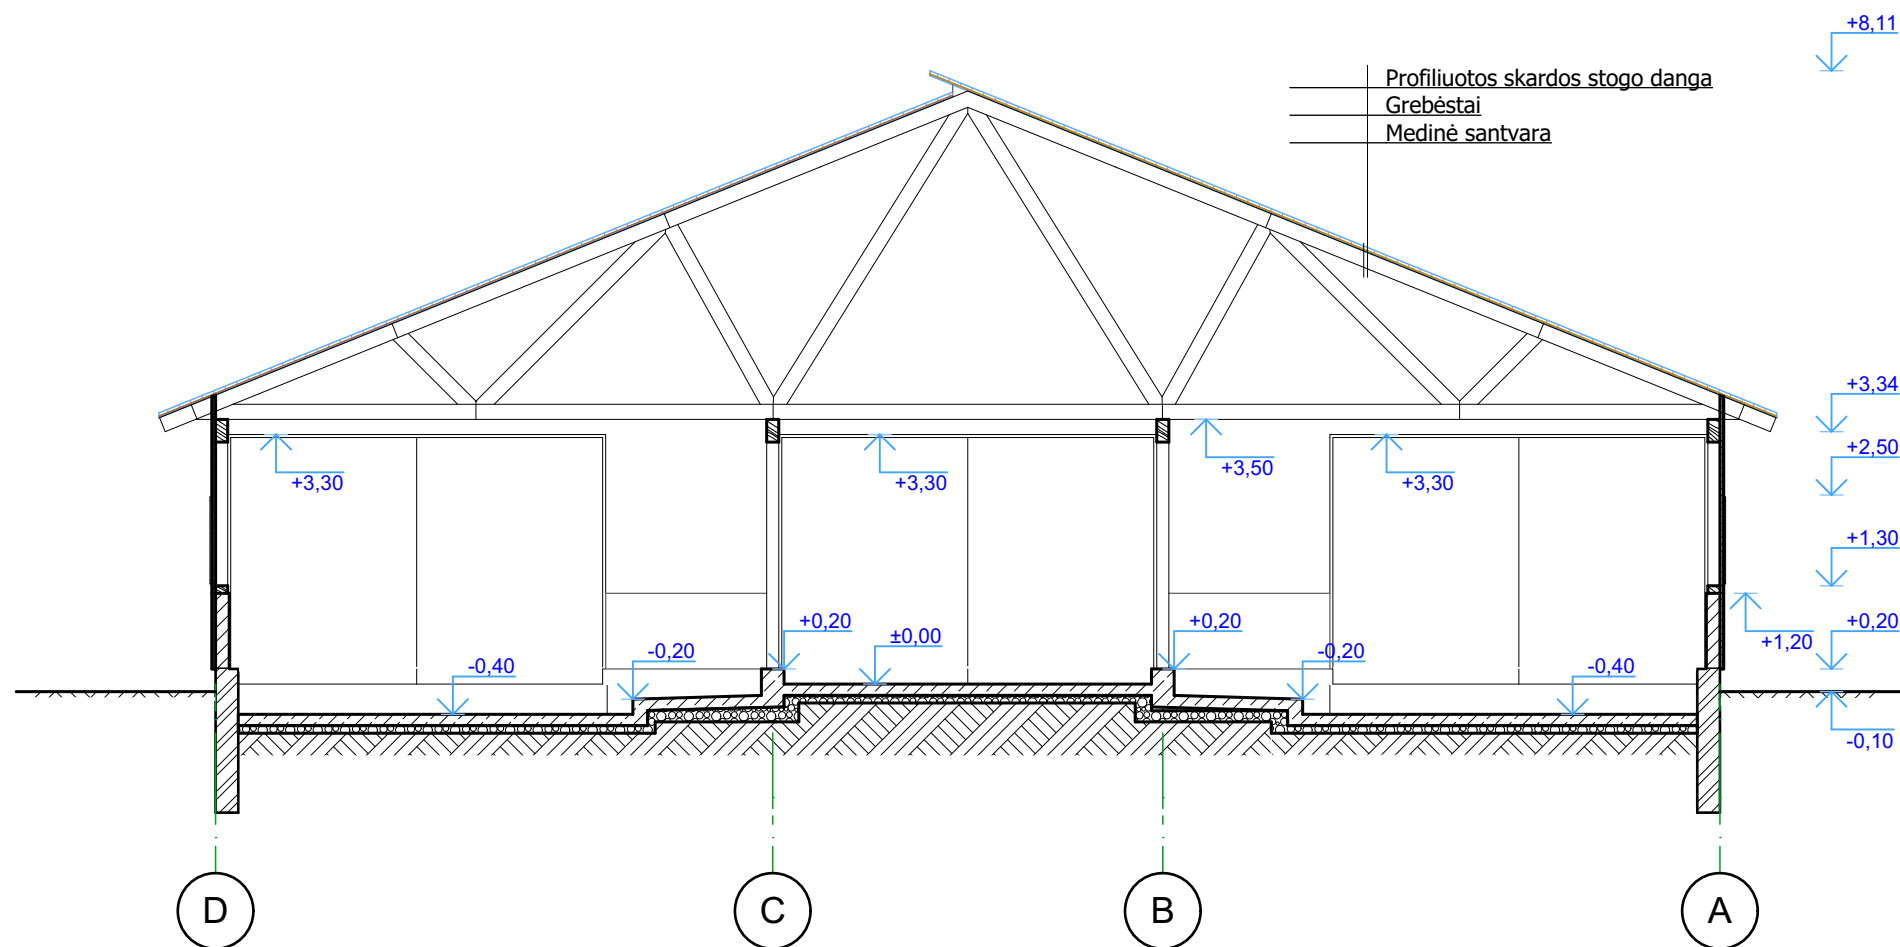 +8,11
Profiliuotos skardos stogo danga
Grebėstai
Medinė santvara
+3,34
+2,50
+3,50
+3,30
+3,30
+3,30
+1,30
+0,20
+0,20
+0,20
±0,00
+1,20
-0,20
-0,20
-0,40
-0,40
-0,10
D
C
B
A